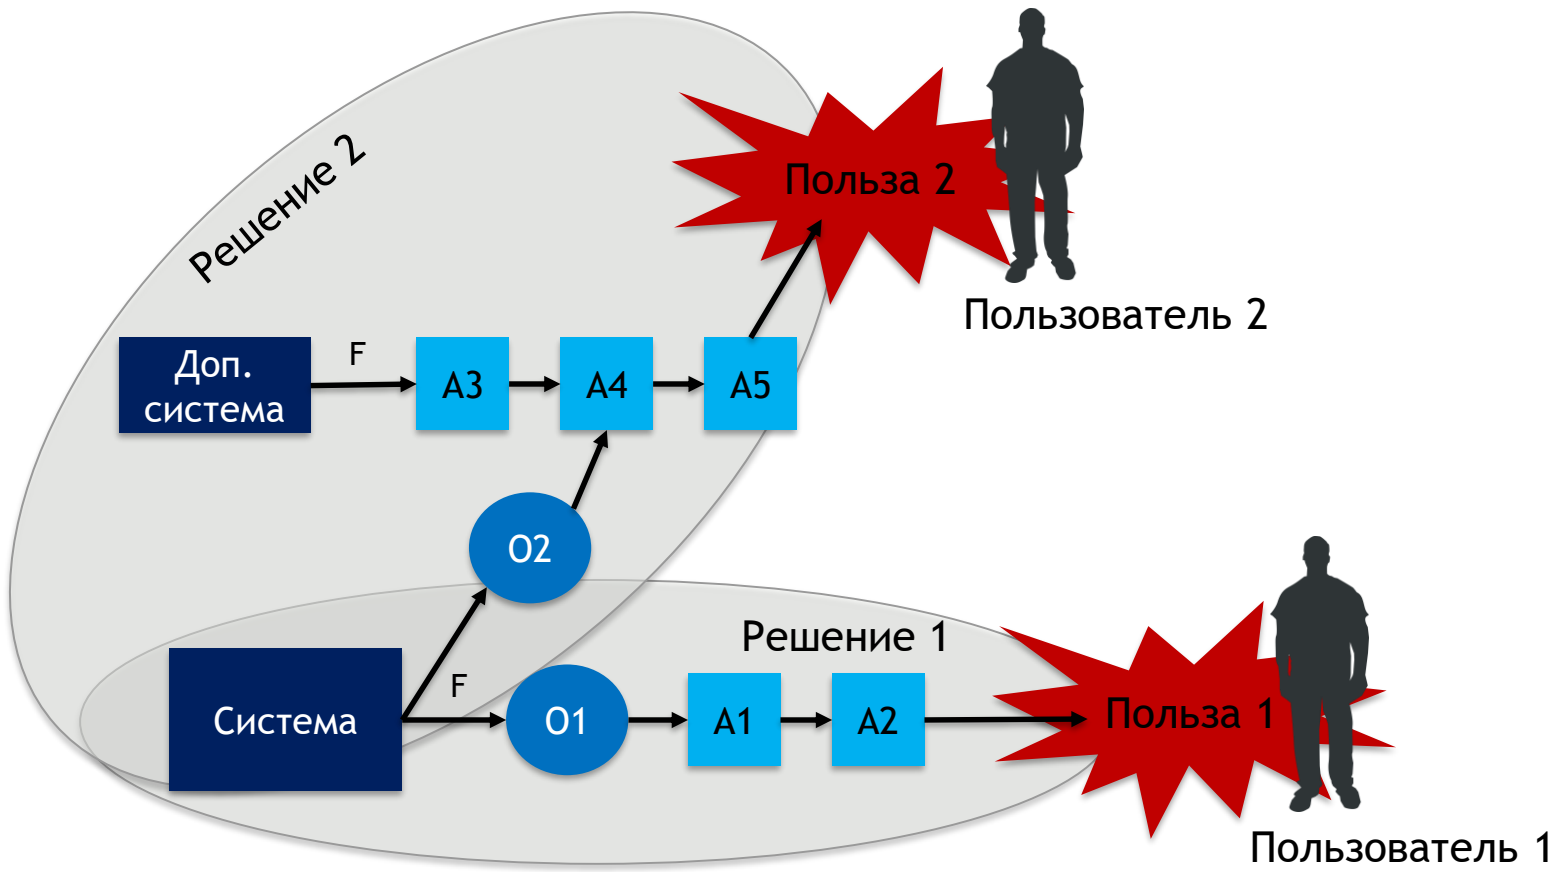 Решение 2
Польза 2
Пользователь 2
Доп.
система
F
A3
A4
A5
O2
Решение 1
Система
F
O1
A1
A2
Польза 1
Пользователь 1